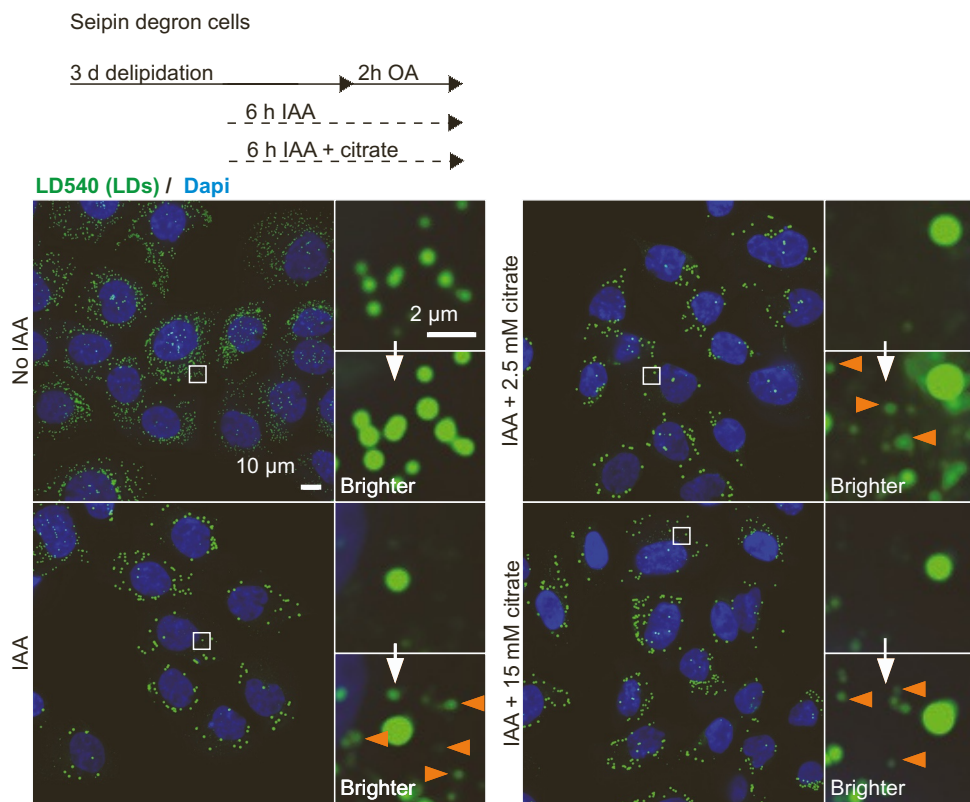 Seipin degron cells
3 d delipidation
2h OA
6 h IAA
6 h IAA + citrate
LD540 (LDs) / Dapi
No IAA
10 µm
2 µm
Brighter
IAA
Brighter
IAA + 2.5 mM citrate
Brighter
IAA + 15 mM citrate
Brighter